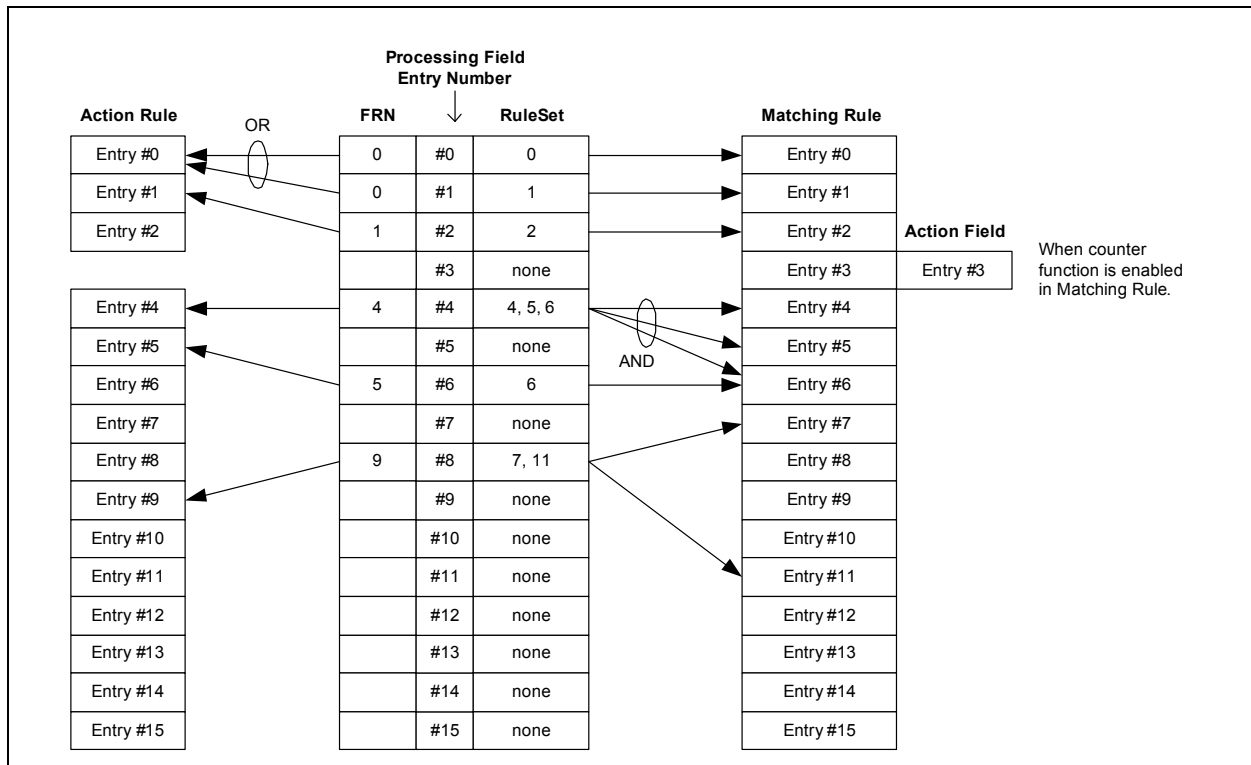 Processing Field
Entry Number
Action Rule
FRN
RuleSet
Matching Rule
OR
Entry #0
0
#0
0
Entry #0
Entry #1
0
#1
1
Entry #1
Entry #2
1
#2
2
Entry #2
Action Field
#3
none
Entry #3
Entry #3
When counter
function is enabled
in Matching Rule.
Entry #4
4
#4
4, 5, 6
Entry #4
Entry #5
#5
none
AND
Entry #5
Entry #6
5
#6
6
Entry #6
Entry #7
#7
none
Entry #7
Entry #8
9
#8
7, 11
Entry #8
Entry #9
#9
none
Entry #9
Entry #10
#10
none
Entry #10
Entry #11
#11
none
Entry #11
Entry #12
#12
none
Entry #12
Entry #13
#13
none
Entry #13
Entry #14
#14
none
Entry #14
Entry #15
#15
none
Entry #15